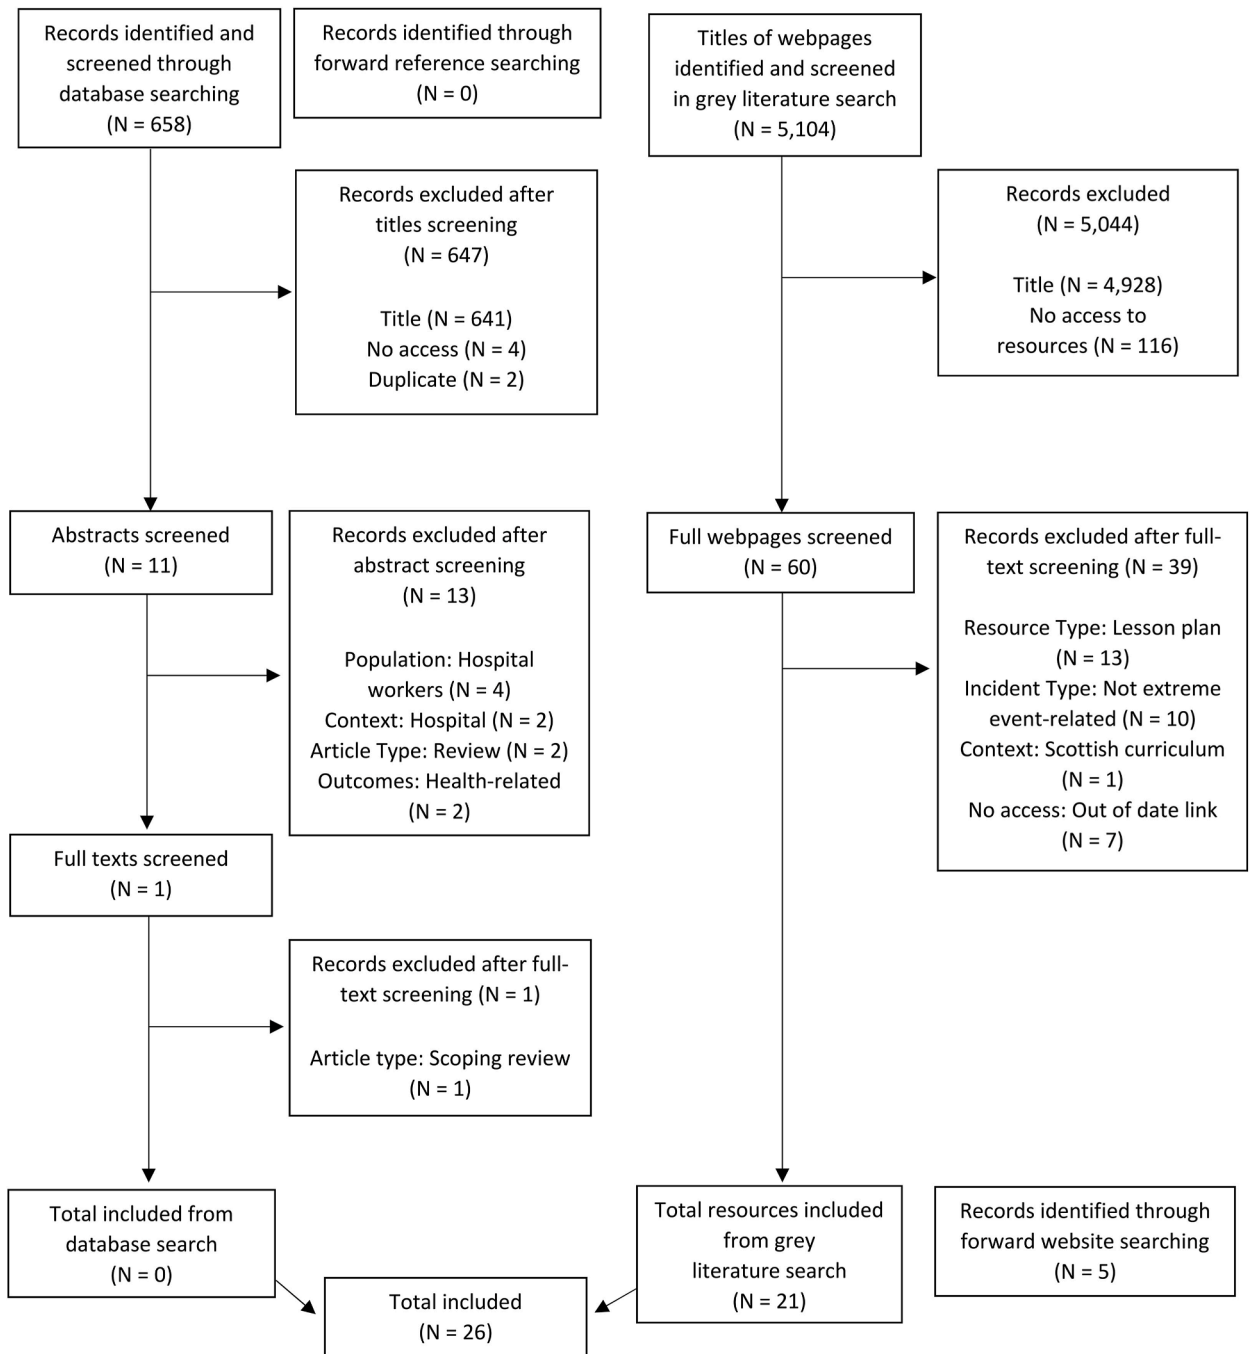 Records identified and
screened through
database searching
(N = 658)
Records identified through
forward reference searching
(N = 0)
Titles of webpages
identified and screened
in grey literature search
(N = 5,104)
Records excluded after
titles screening
(N = 647)
Title (N = 641)
No access (N = 4)
Duplicate (N = 2)
Records excluded
(N = 5,044)
Title (N = 4,928)
No access to
resources (N = 116)
Abstracts screened
(N = 11)
Records excluded after
abstract screening
(N = 13)
Population: Hospital
workers (N = 4)
Context: Hospital (N = 2)
Article Type: Review (N = 2)
Outcomes: Health-related
(N = 2)
Full webpages screened
(N = 60)
Records excluded after full-
text screening (N = 39)
Resource Type: Lesson plan
(N = 13)
Incident Type: Not extreme
event-related (N = 10)
Context: Scottish curriculum
(N = 1)
No access: Out of date link
(N = 7)
Full texts screened
(N = 1)
Records excluded after full-
text screening (N = 1)
Article type: Scoping review
(N = 1)
Total included from
database search
(N = 0)
Total resources included
from grey
literature search
(N = 21)
Records identified through
forward website searching
(N = 5)
Total included
(N = 26)